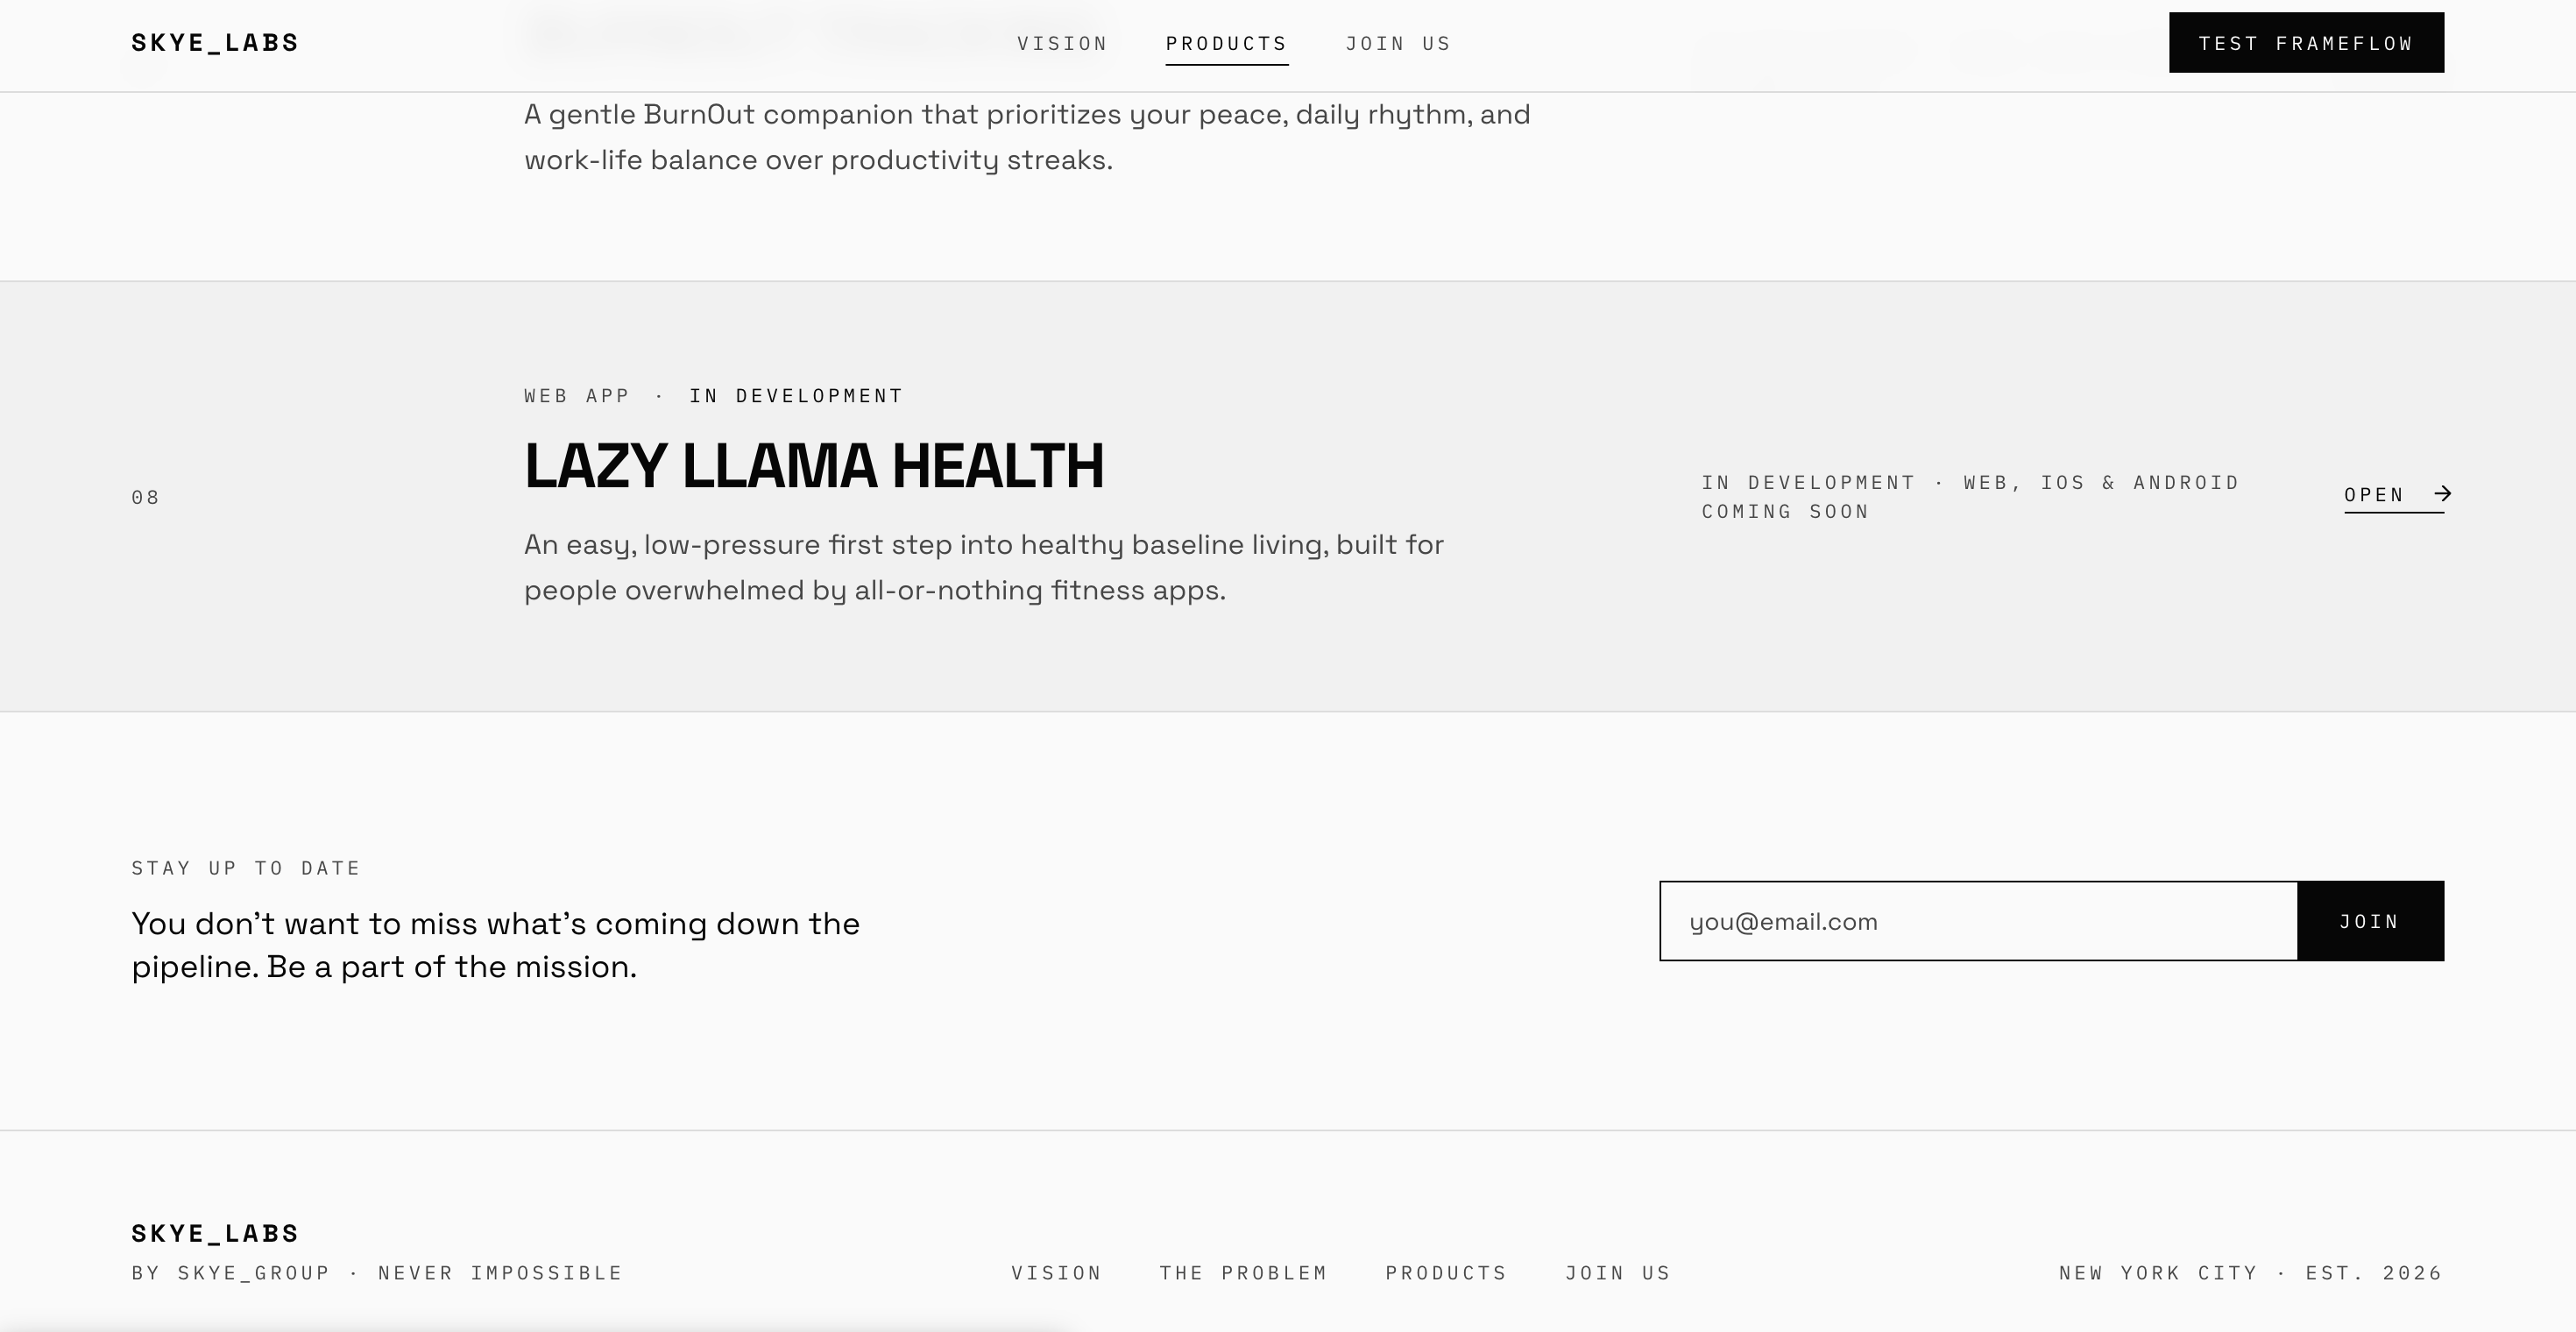 SKYE_LABS
VISION PRODUCTS JOIN US
TEST FRAMEFLOW
A gentle BurnOut companion that prioritizes your peace, daily rhythm, and
work-life balance over productivity streaks.
08
WEB APP · IN DEVELOPMENT
LAZY LLAMA HEALTH
An easy, low-pressure first step into healthy baseline living, built for
people overwhelmed by all-or-nothing fitness apps.
IN DEVELOPMENT · WEB, IOS & ANDROID
COMING SOON
OPEN →
STAY UP TO DATE
You don’t want to miss what’s coming down the
pipeline. Be a part of the mission.
you@email.com
JOIN
SKYE_LABS
BY SKYE_GROUP · NEVER IMPOSSIBLE
VISION THE PROBLEM PRODUCTS JOIN US
NEW YORK CITY · EST. 2026